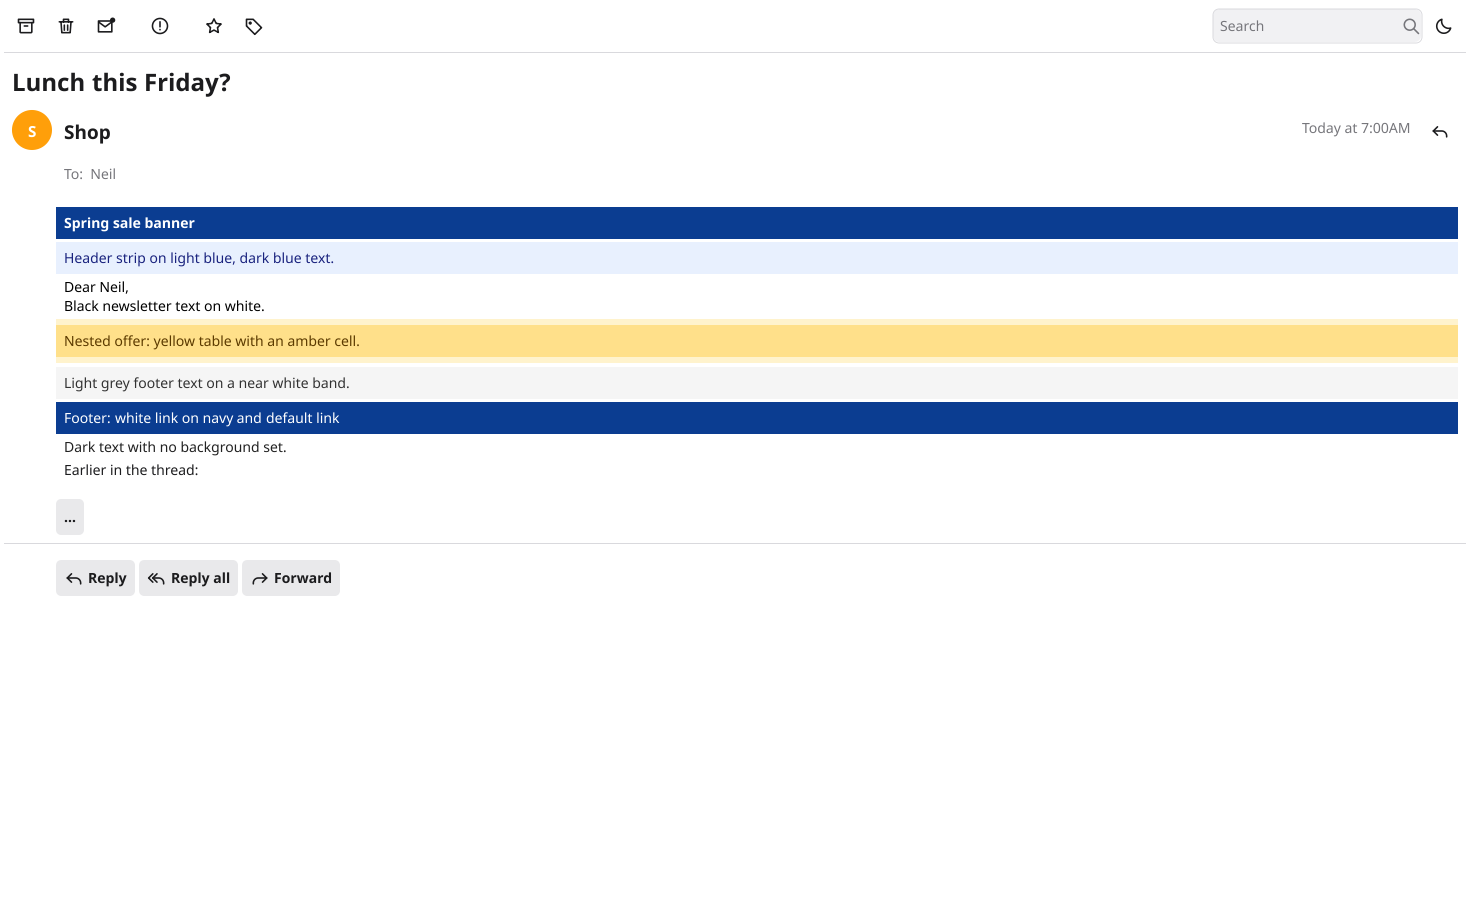 Search
Lunch this Friday?
S
Shop
Today at 7:00AM
To: Neil
Spring sale banner
Header strip on light blue, dark blue text.
Dear Neil,
Black newsletter text on white.
Nested offer: yellow table with an amber cell.
Light grey footer text on a near white band.
Footer: white link on navy and default link
Dark text with no background set.
Earlier in the thread:
...
Reply
Reply all
Forward